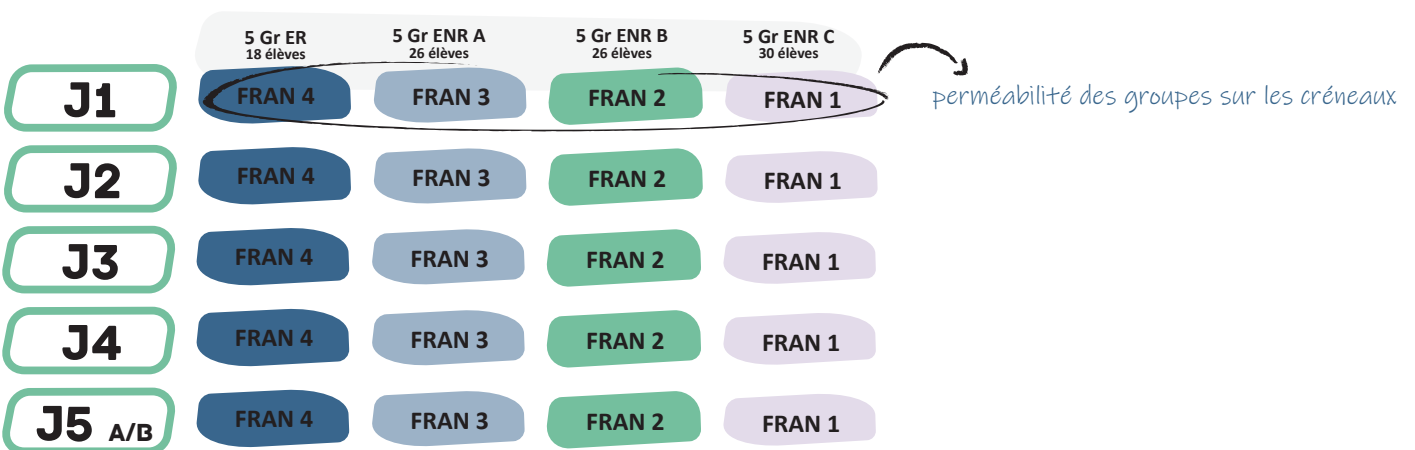 5 Gr ER 5 Gr ENR A 5 Gr ENR B 5 Gr ENR C
18 élèves 26 élèves 26 élèves 30 élèves
J1 FRAN 4 FRAN 3 FRAN 2 FRAN 1 perméabilité des groupes sur les créneaux
J2 FRAN 4 FRAN 3 FRAN 2 FRAN 1
J3 FRAN 4 FRAN 3 FRAN 2 FRAN 1
J4 FRAN 4 FRAN 3 FRAN 2 FRAN 1
J5 A/B FRAN 4 FRAN 3 FRAN 2 FRAN 1